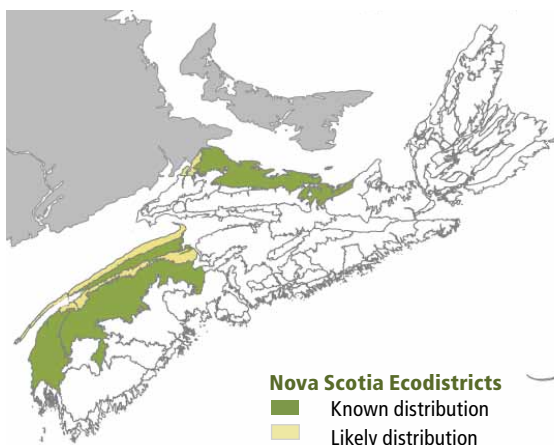 Nova Scotia Ecodistricts
Known distribution
Likely distribution